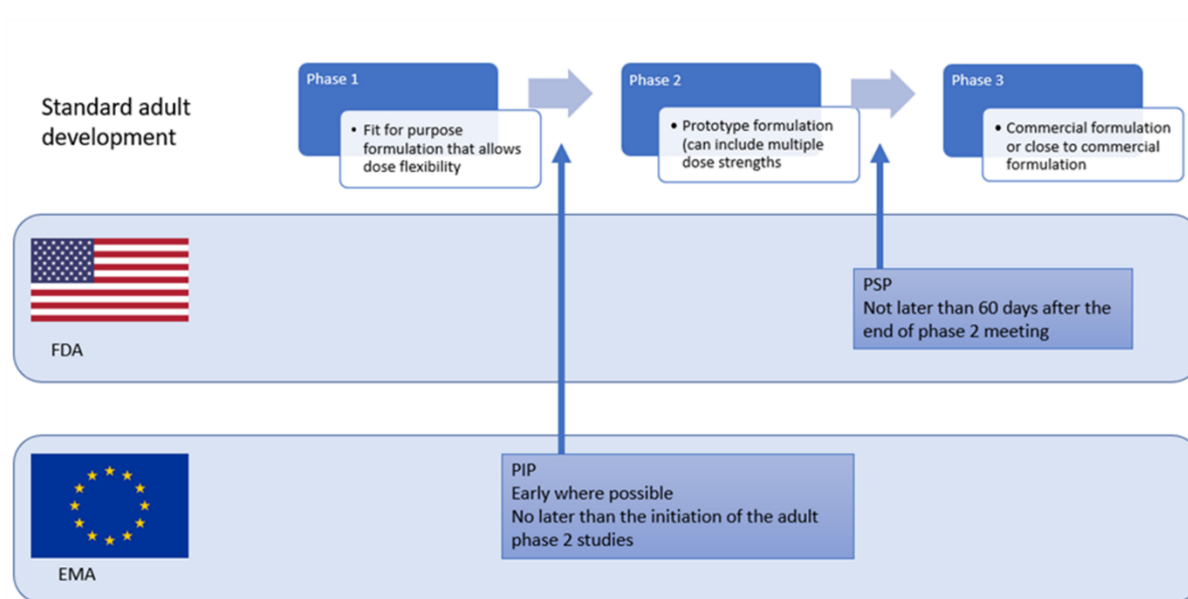 Standard adult
development
Phase 1
• Fit for purpose
formulation that allows
dose flexibility
Phase 2
• Prototype formulation
(can include multiple
dose strengths
Phase 3
• Commercial formulation
or close to commercial
formulation
FDA
PSP
Not later than 60 days after the
end of phase 2 meeting
EMA
PIP
Early where possible
No later than the initiation of the adult
phase 2 studies